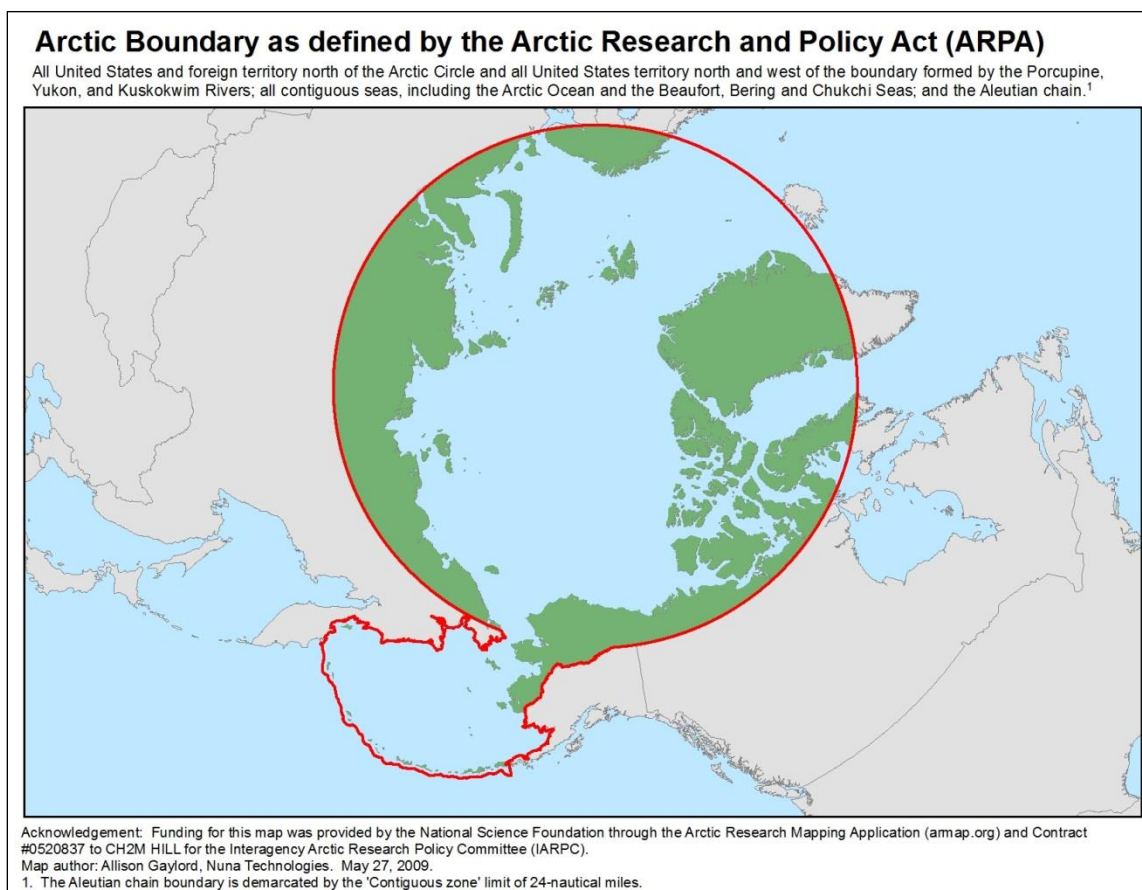 Arctic Boundary as defined by the Arctic Research and Policy Act (ARPA)
All United States and foreign territory north of the Arctic Circle and all United States territory north and west of the boundary formed by the Porcupine,
Yukon, and Kuskokwim Rivers; all contiguous seas, including the Arctic Ocean and the Beaufort, Bering and Chukchi Seas; and the Aleutian chain.¹
Acknowledgement: Funding for this map was provided by the National Science Foundation through the Arctic Research Mapping Application (armap.org) and Contract
#0520837 to CH2M HILL for the Interagency Arctic Research Policy Committee (IARPC).
Map author: Allison Gaylord, Nuna Technologies. May 27, 2009.
1. The Aleutian chain boundary is demarcated by the 'Contiguous zone' limit of 24-nautical miles.